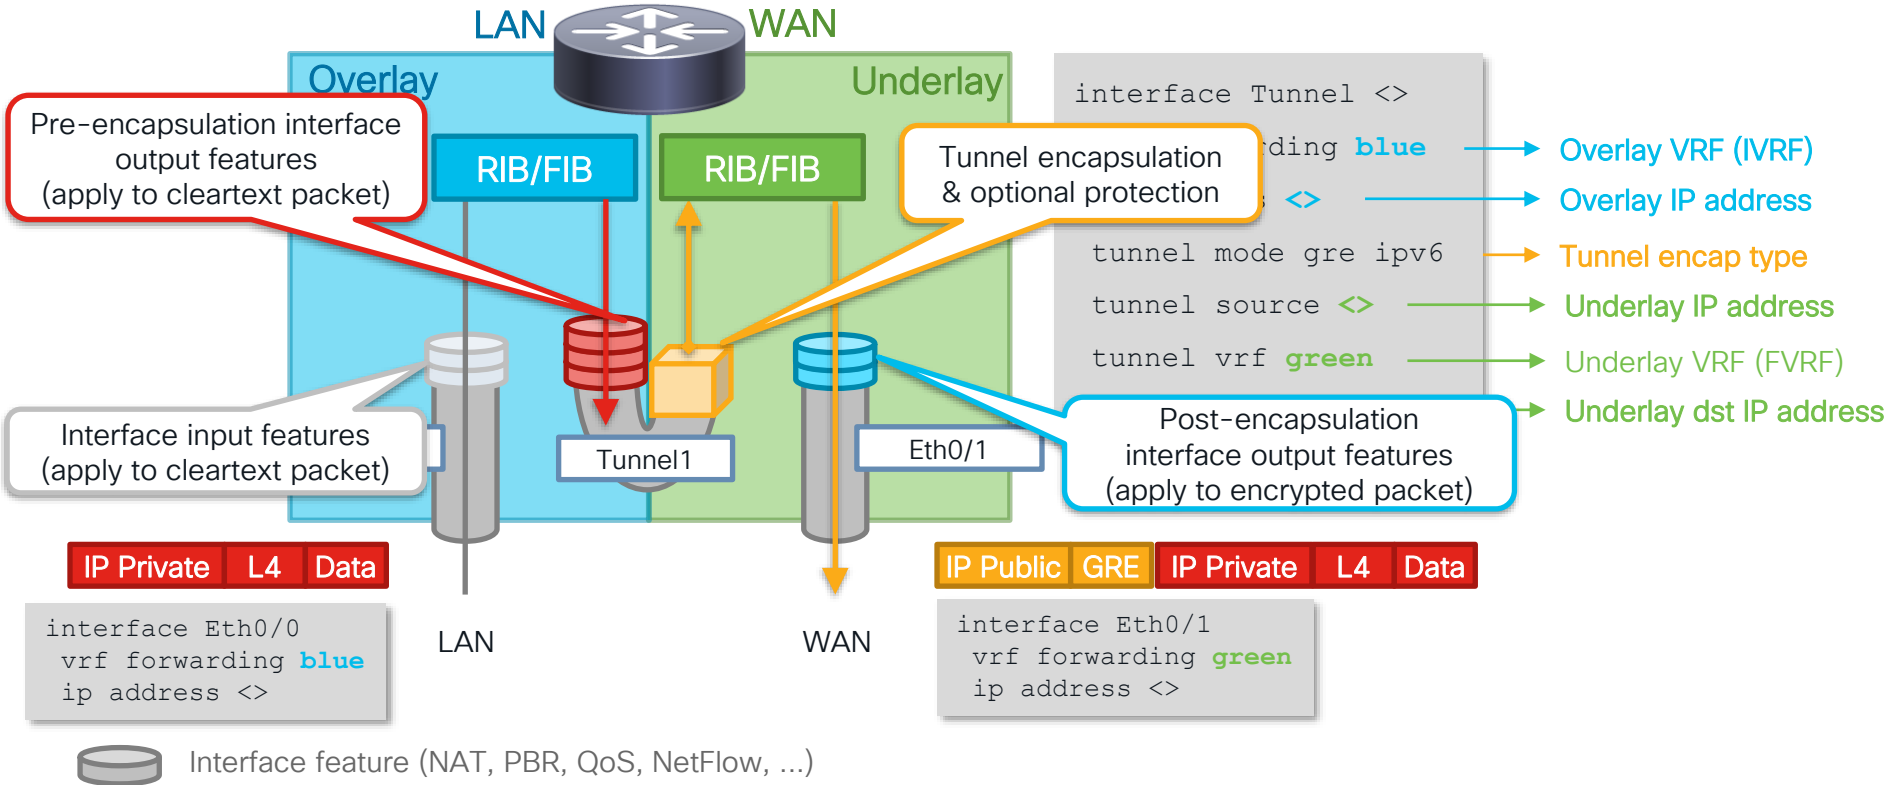 LAN
WAN
Overlay
Underlay
Pre-encapsulation interface
output features
(apply to cleartext packet)
RIB/FIB
RIB/FIB
Tunnel encapsulation
& optional protection
interface Tunnel <>
blue
<>
tunnel mode gre ipv6
tunnel source <>
tunnel vrf green
Overlay VRF (IVRF)
Overlay IP address
Tunnel encap type
Underlay IP address
Underlay VRF (FVRF)
Underlay dst IP address
Interface input features
(apply to cleartext packet)
Tunnel1
Eth0/1
Post-encapsulation
interface output features
(apply to encrypted packet)
IP Private L4 Data
IP Public GRE IP Private L4 Data
interface Eth0/0
vrf forwarding blue
ip address <>
LAN
WAN
interface Eth0/1
vrf forwarding green
ip address <>
Interface feature (NAT, PBR, QoS, NetFlow, ...)